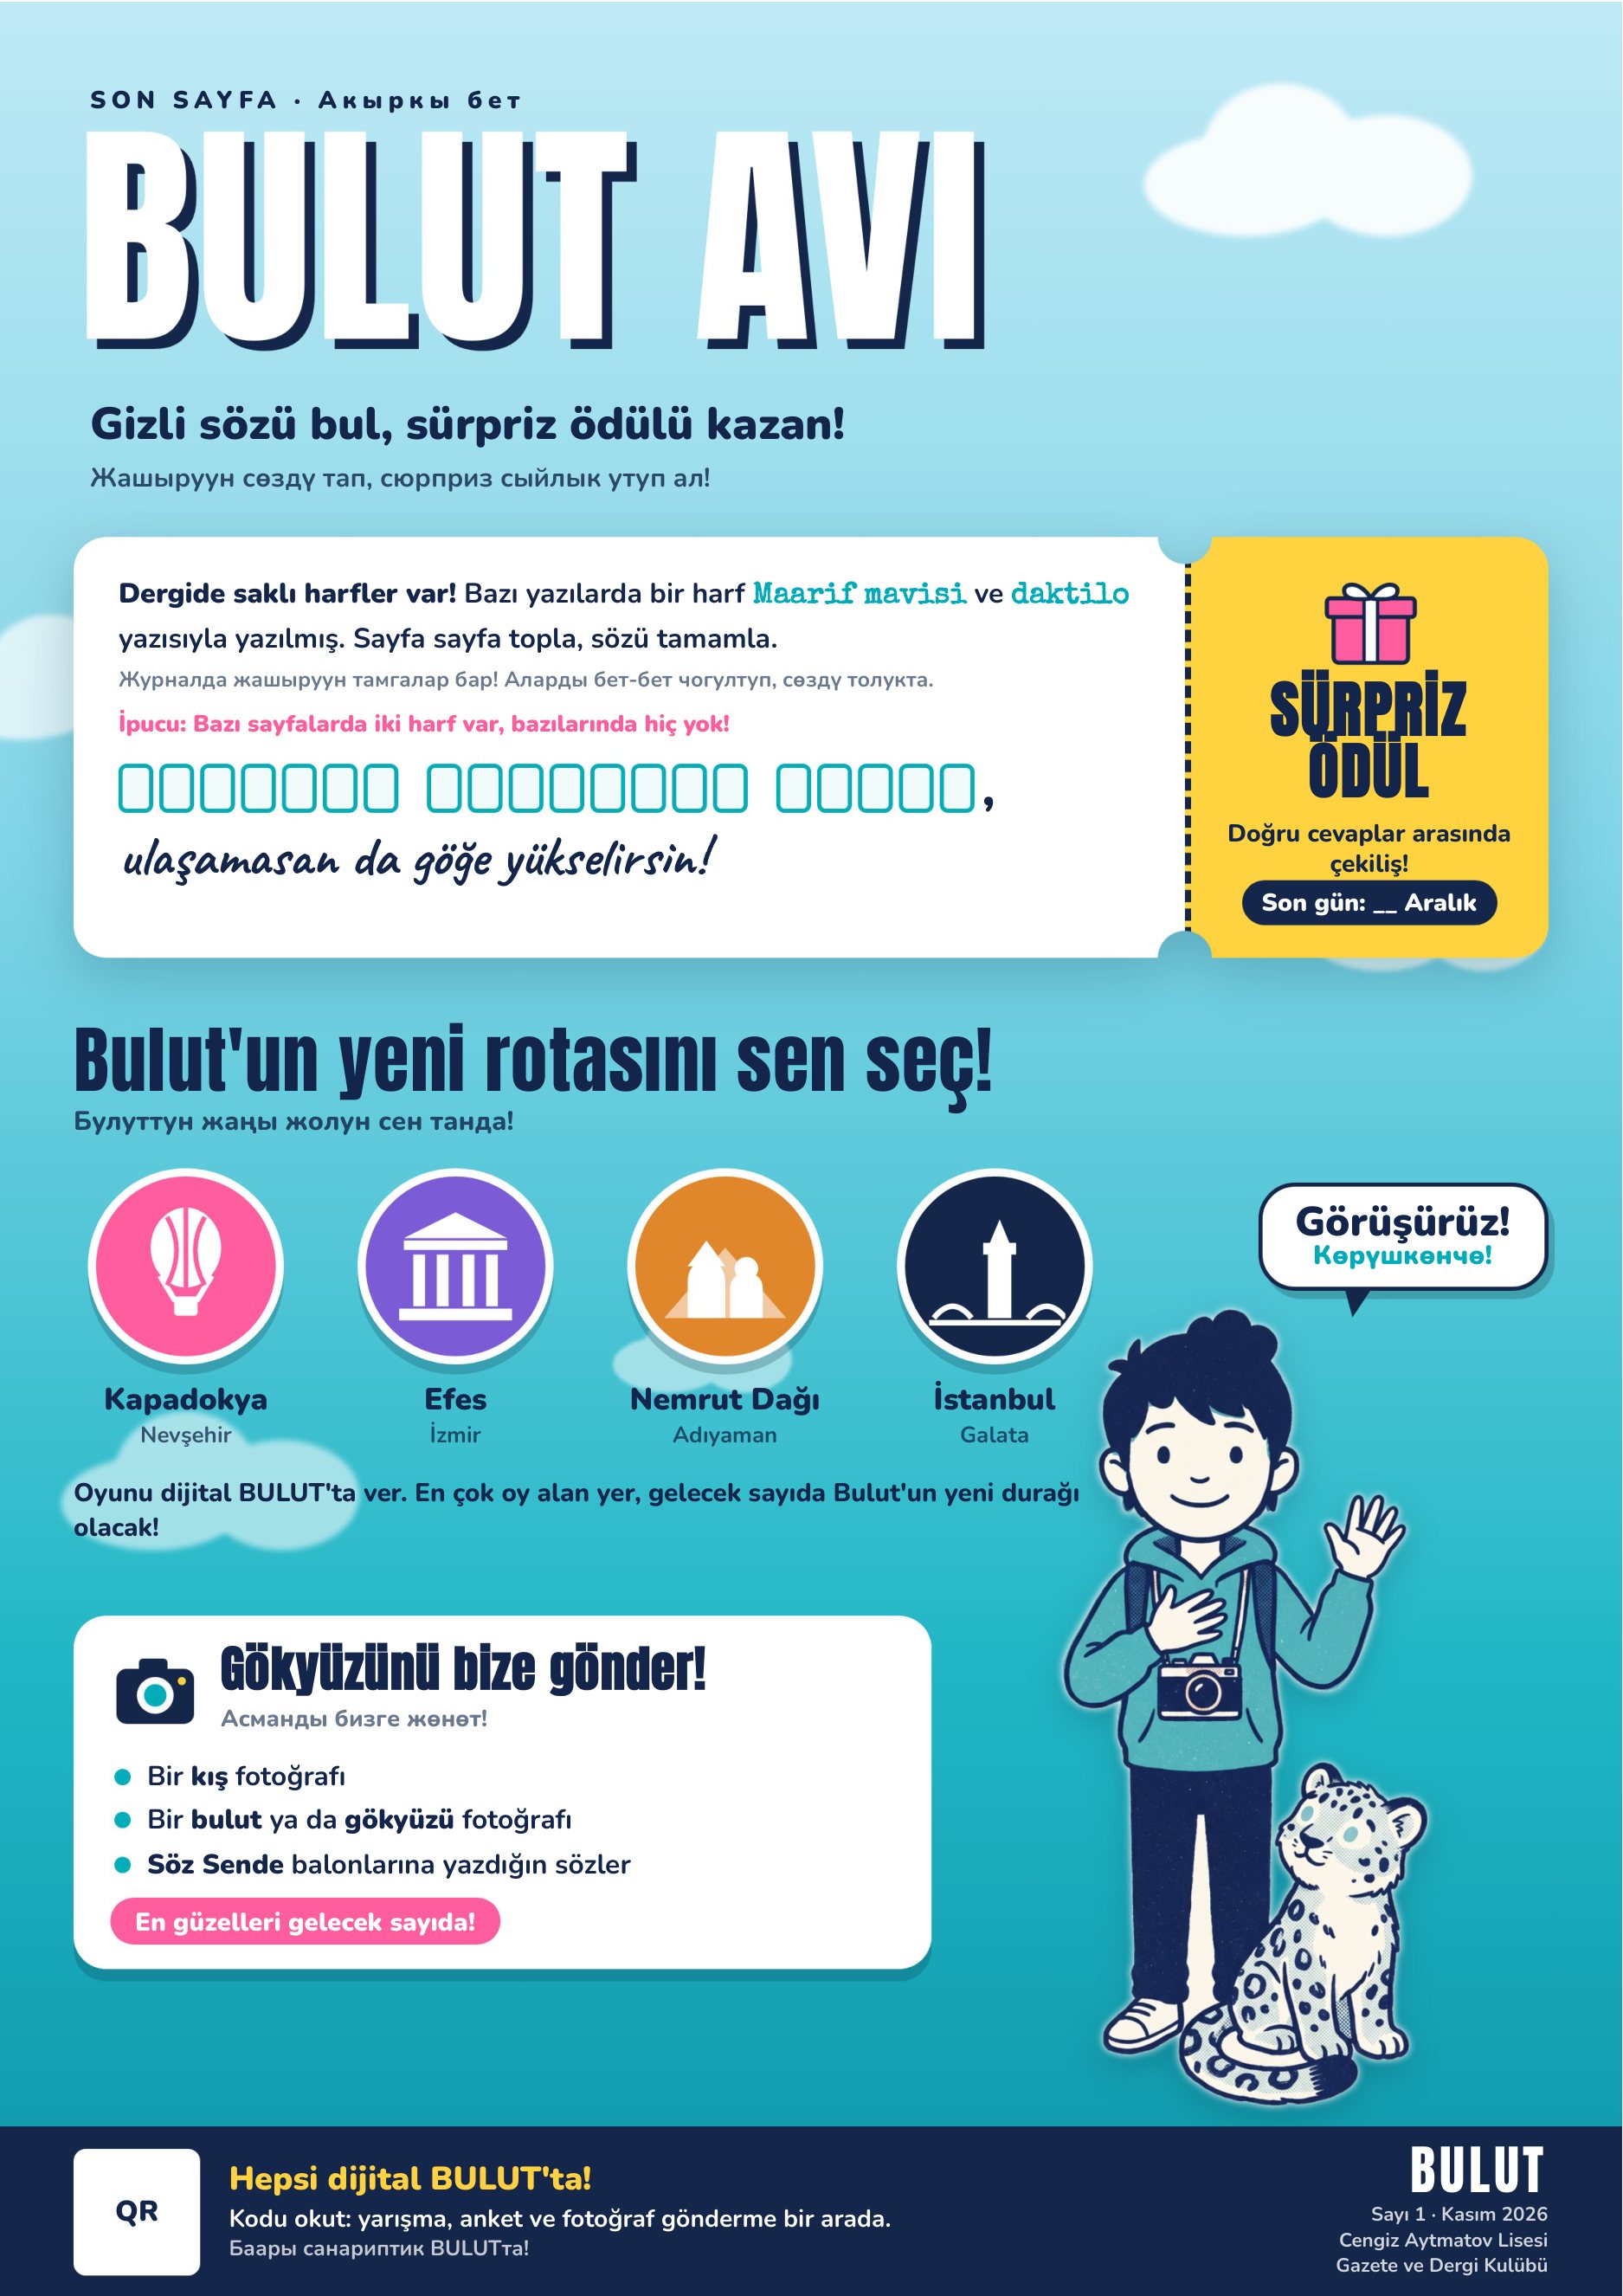 SON SAYFA · Акыркы бет
BULUT AVI
Gizli sözü bul, sürpriz ödülü kazan!
Жашыруун сөздү тап, сюрприз сыйлык утуп ал!
Dergide saklı harfler var! Bazı yazılarda bir harf Maarif mavisi ve daktilo
yazısıyla yazılmış. Sayfa sayfa topla, sözü tamamla.
Журналда жашыруун тамгалар бар! Аларды бет-бет чогултуп, сөздү толукта.
İpucu: Bazı sayfalarda iki harf var, bazılarında hiç yok!
,
ulaşamasan da göğe yükselirsin!
SÜRPRİZ
ÖDÜL
Doğru cevaplar arasında
çekiliş!
Son gün: __ Aralık
Bulut'un yeni rotasını sen seç!
Булуттун жаңы жолун сен танда!
Kapadokya
Nevşehir
Efes
İzmir
Nemrut Dağı
Adıyaman
İstanbul
Galata
Görüşürüz!
Көрүшкөнчө!
Oyunu dijital BULUT'ta ver. En çok oy alan yer, gelecek sayıda Bulut'un yeni durağı
olacak!
Gökyüzünü bize gönder!
Асманды бизге жөнөт!
Bir kış fotoğrafı
Bir bulut ya da gökyüzü fotoğrafı
Söz Sende balonlarına yazdığın sözler
En güzelleri gelecek sayıda!
QR
Hepsi dijital BULUT'ta!
Kodu okut: yarışma, anket ve fotoğraf gönderme bir arada.
Баары санариптик BULUTта!
BULUT
Sayı 1 · Kasım 2026
Cengiz Aytmatov Lisesi
Gazete ve Dergi Kulübü